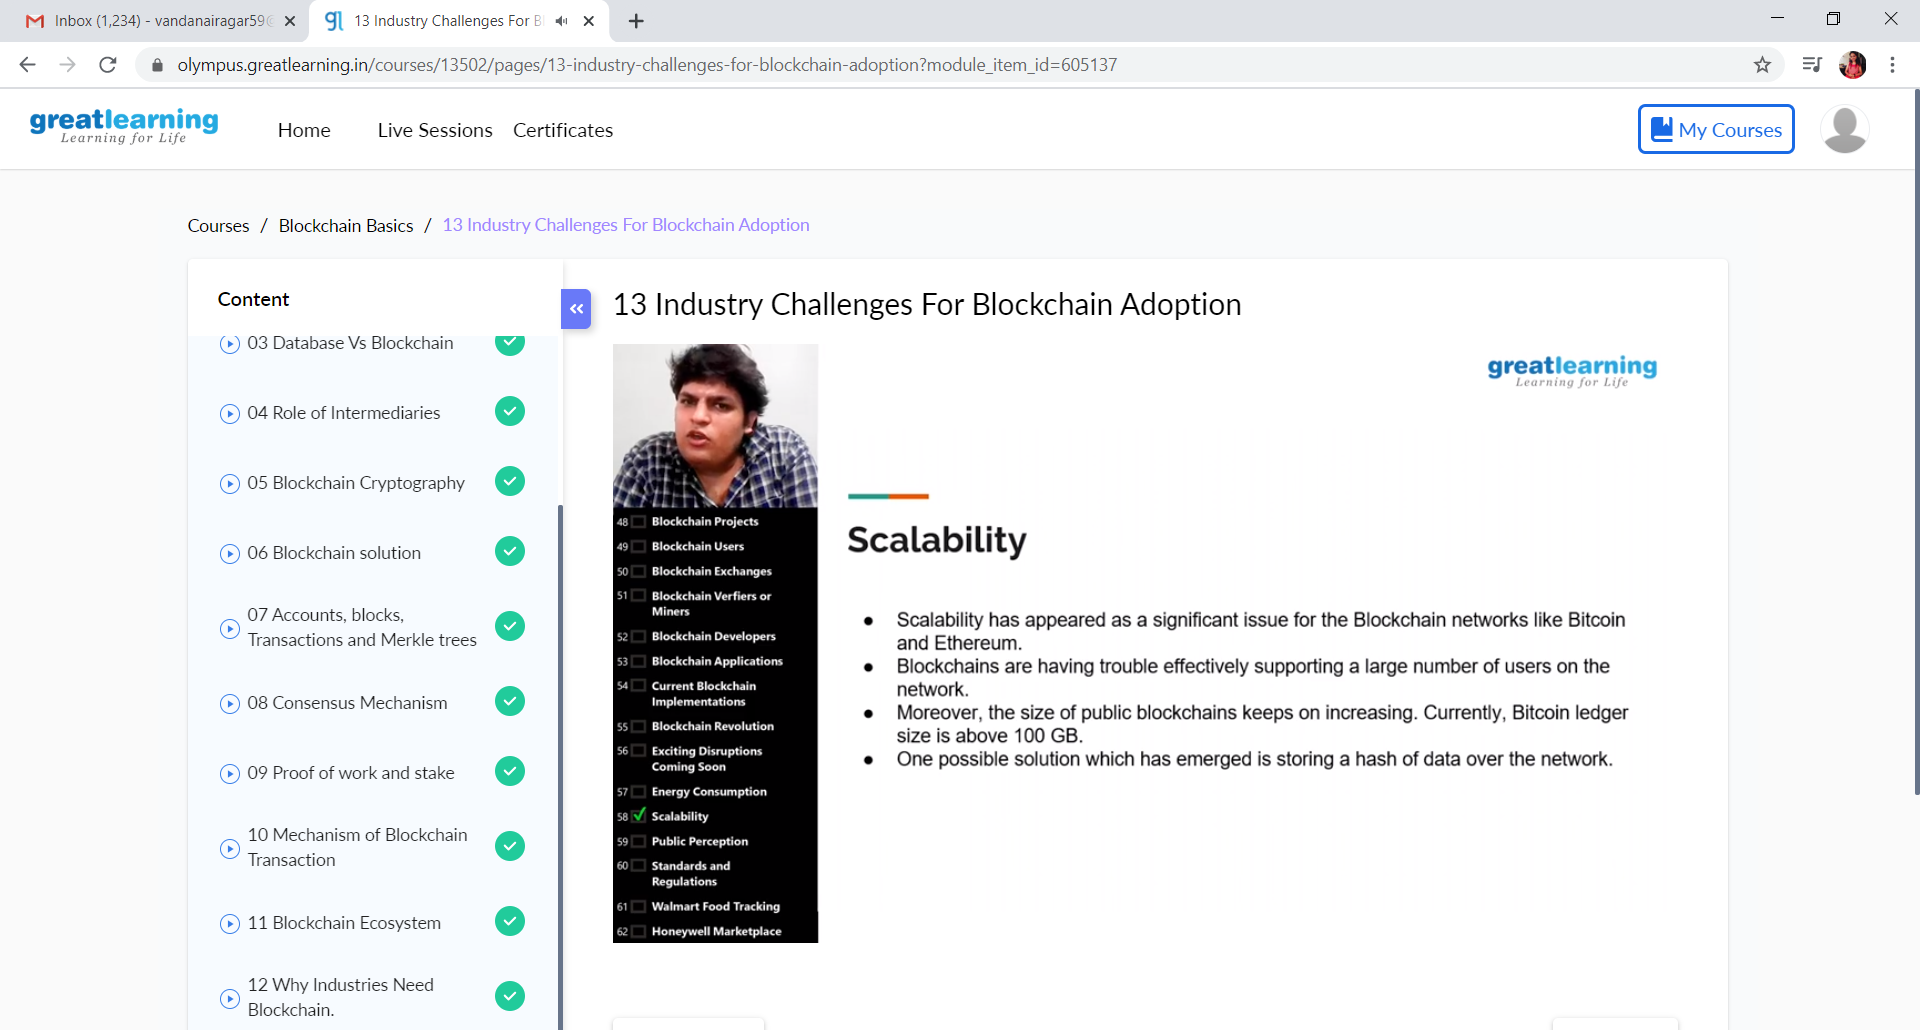 Inbox (1,234) - vandanairagar59@
13 Industry Challenges For B
olympus.greatlearning.in/courses/13502/pages/13-industry-challenges-for-blockchain-adoption?module_item_id=605137
greatlearning
Learning for Life
Home
Live Sessions
Certificates
My Courses
Courses / Blockchain Basics / 13 Industry Challenges For Blockchain Adoption
Content
03 Database Vs Blockchain
04 Role of Intermediaries
05 Blockchain Cryptography
06 Blockchain solution
07 Accounts, blocks,
Transactions and Merkle trees
08 Consensus Mechanism
09 Proof of work and stake
10 Mechanism of Blockchain
Transaction
11 Blockchain Ecosystem
12 Why Industries Need
Blockchain.
13 Industry Challenges For Blockchain Adoption
48 Blockchain Projects
49 Blockchain Users
50 Blockchain Exchanges
51 Blockchain Verfiers or
Miners
52 Blockchain Developers
53 Blockchain Applications
54 Current Blockchain
Implementations
55 Blockchain Revolution
56 Exciting Disruptions
Coming Soon
57 Energy Consumption
58 Scalability
59 Public Perception
60 Standards and
Regulations
61 Walmart Food Tracking
62 Honeywell Marketplace
greatlearning
Learning for Life
Scalability
● Scalability has appeared as a significant issue for the Blockchain networks like Bitcoin
and Ethereum.
● Blockchains are having trouble effectively supporting a large number of users on the
network.
● Moreover, the size of public blockchains keeps on increasing. Currently, Bitcoin ledger
size is above 100 GB.
● One possible solution which has emerged is storing a hash of data over the network.